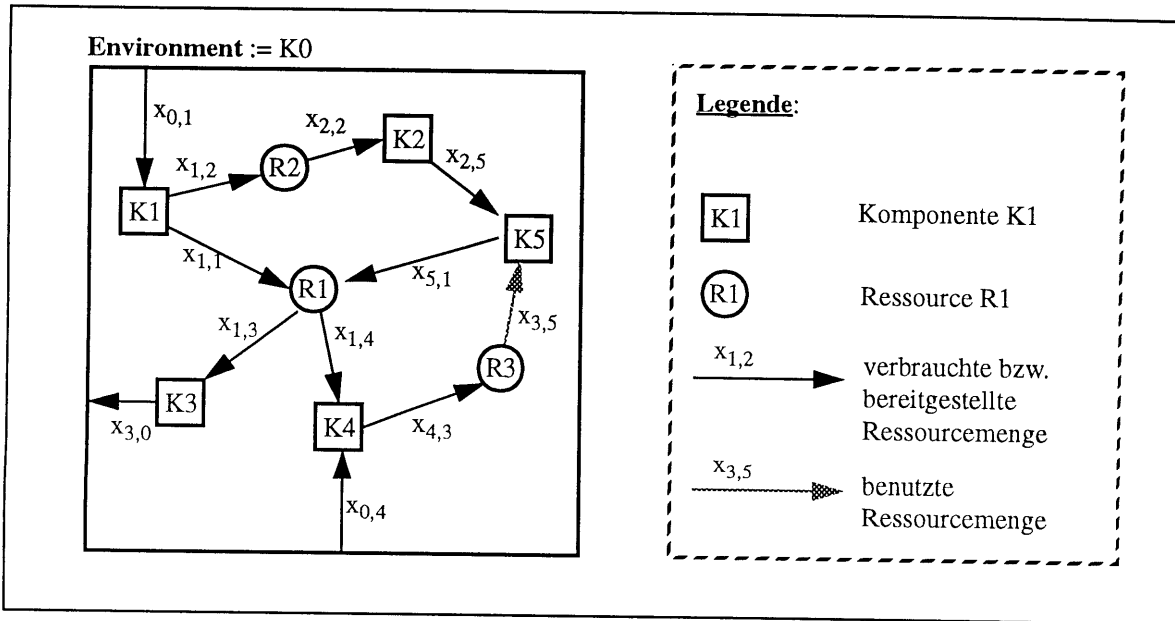 Environment := K0
x0,1
x1,2
R2
x2,2
K2
x2,5
K1
K5
x1,1
R1
x5,1
x1,3
x1,4
x3,5
R3
K3
x3,0
K4
x4,3
x0,4
Legende:
K1 Komponente K1
R1 Ressource R1
x1,2
verbrauchte bzw.
bereitgestellte
Ressourcemenge
x3,5
benutzte
Ressourcemenge